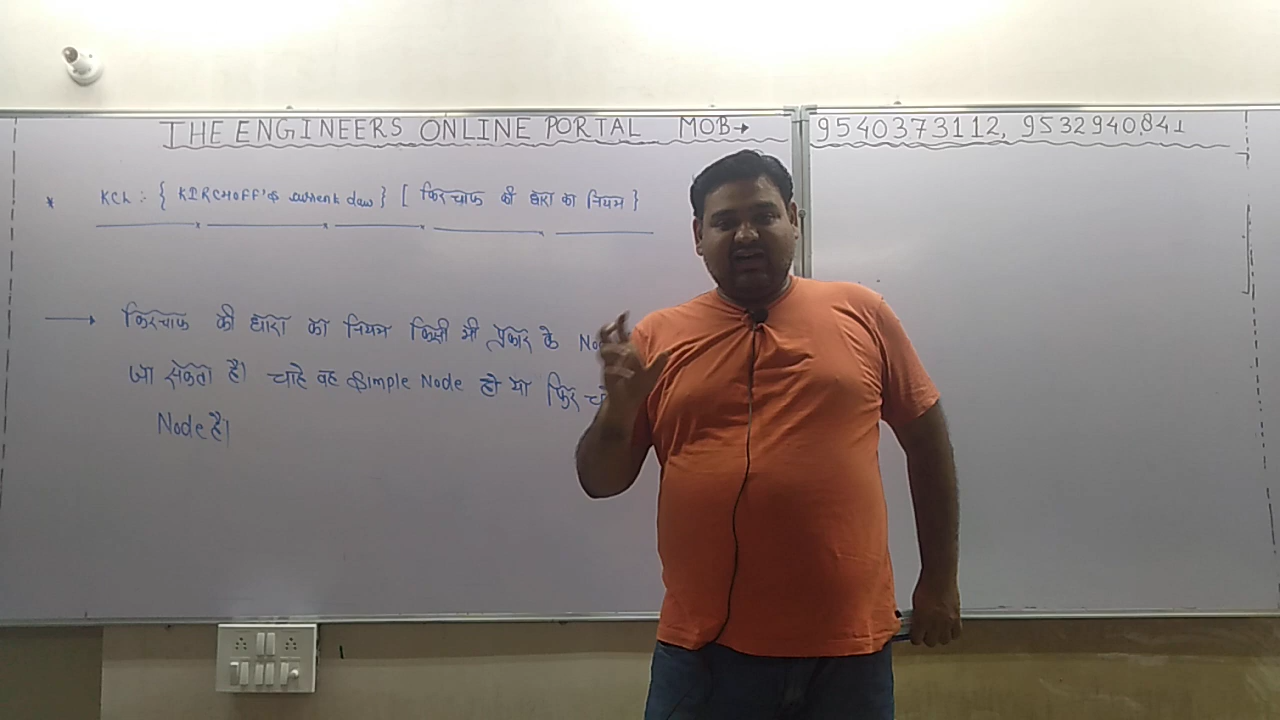 THE ENGINEERS ONLINE PORTAL MOB→ 9540373112, 9532940841
* KCL :- { KIRCHOFF's current law } [ किरचाफ की धारा का नियम }
→ किरचाफ की धारा का नियम किसी भी प्रकार के
जा सकता है। चाहे वह Simple Node हो या फिर
Node है।